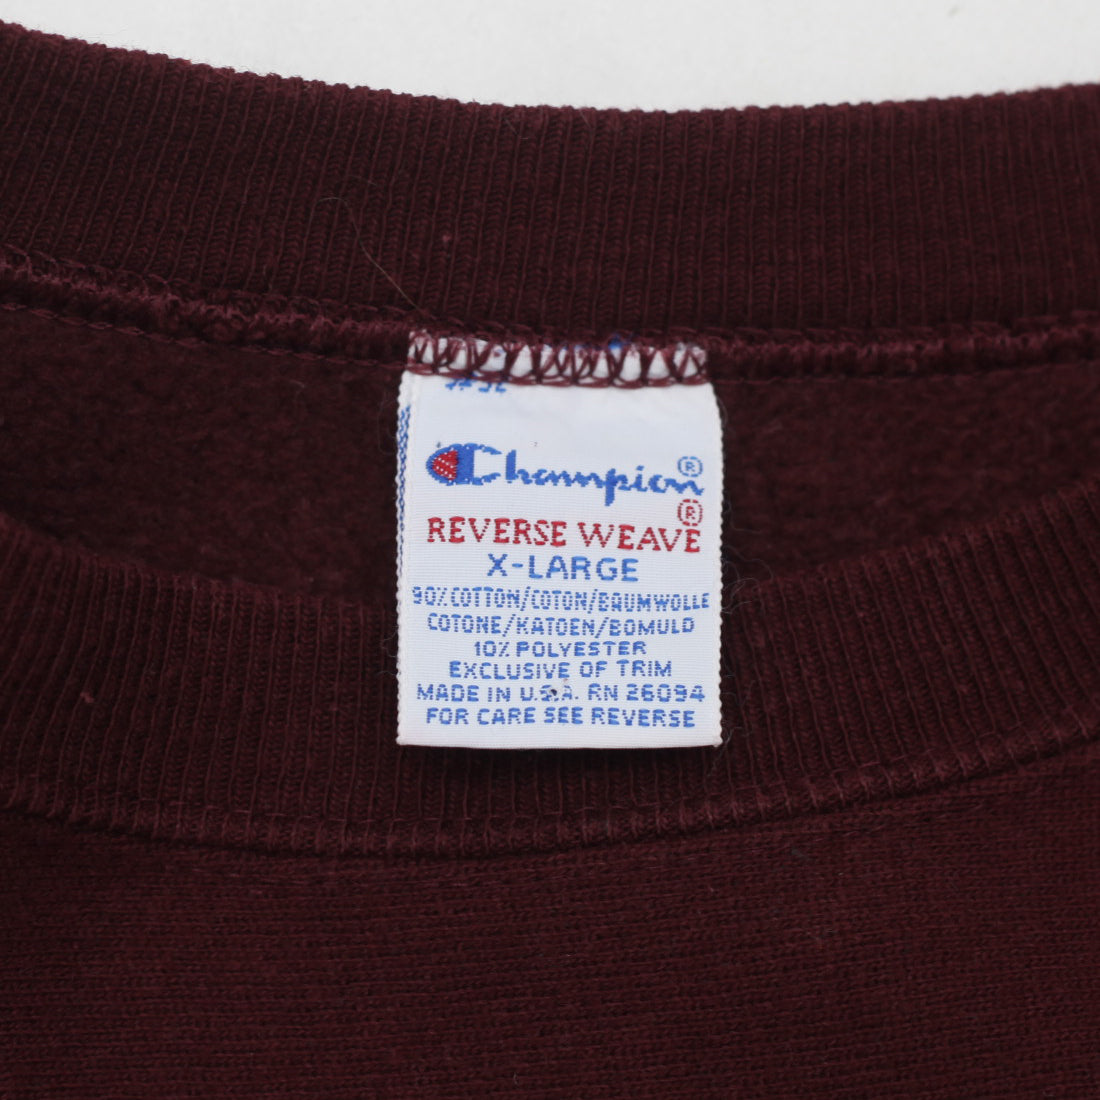 Champion®
REVERSE WEAVE®
X-LARGE
90% COTTON/COTON/BAUMWOLLE
COTONE/KATOEN/BOMULD
10% POLYESTER
EXCLUSIVE OF TRIM
MADE IN U.S.A. RN 26094
FOR CARE SEE REVERSE